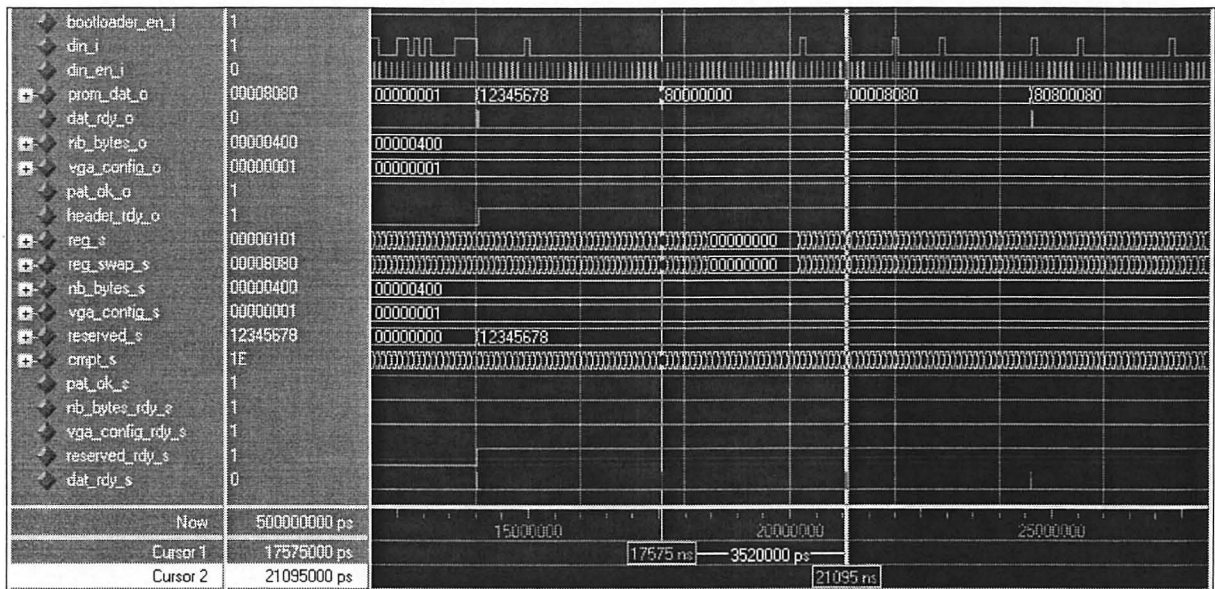 bootloader_en_i 1
din_i 1
din_en_i 0
prom_dat_o 00008080 00000001 12345678 80000000 00008080 80800080
dat_rdy_o 0
nb_bytes_o 00000400 00000400
vga_config_o 00000001 00000001
pat_ok_o 1
header_rdy_o 1
reg_s 00000101 00000000
reg_swap_s 00008080 00000000
nb_bytes_s 00000400 00000400
vga_config_s 00000001 00000001
reserved_s 12345678 00000000 12345678
cmpt_s 1E
pat_ok_s 1
nb_bytes_rdy_s 1
vga_config_rdy_s 1
reserved_rdy_s 1
dat_rdy_s 0
Now 500000000 ps 15000000 20000000 25000000
Cursor 1 17575000 ps 17575 ns 3520000 ps
Cursor 2 21095000 ps 21095 ns